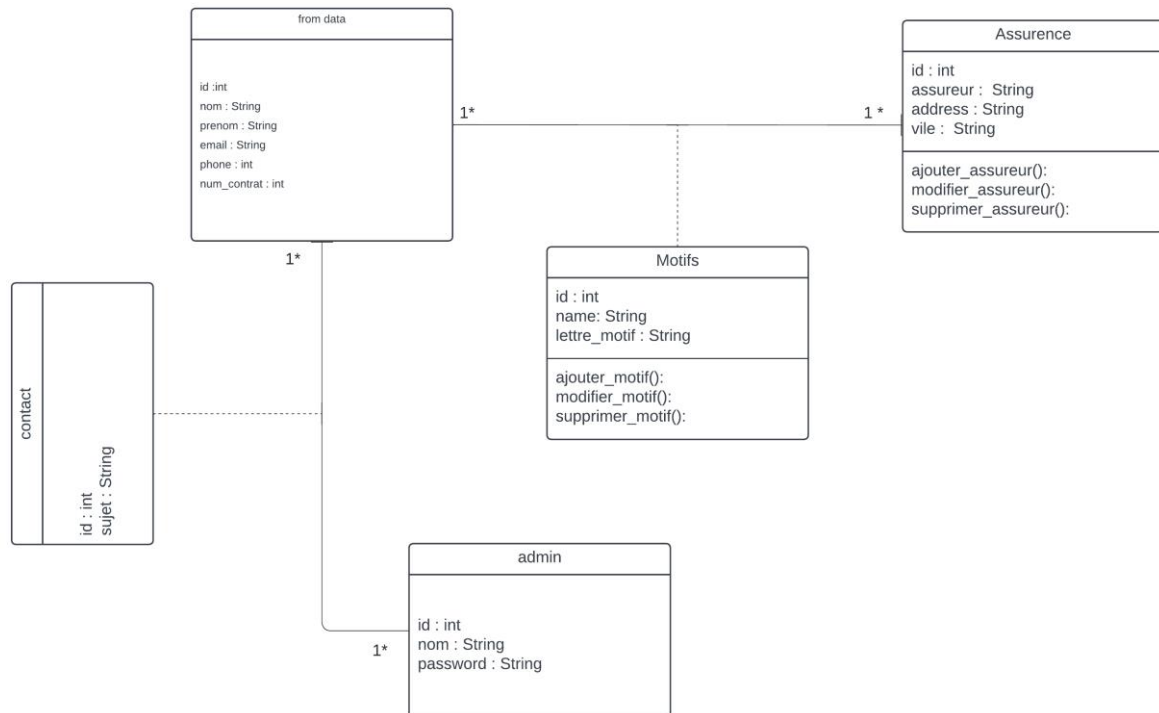 from data
id :int
nom : String
prenom : String
email : String
phone : int
num_contrat : int
1*
1 *
Assurence
id : int
assureur :  String
address : String
vile :  String
ajouter_assureur():
modifier_assureur():
supprimer_assureur():
1*
Motifs
id : int
name: String
lettre_motif : String
ajouter_motif():
modifier_motif():
supprimer_motif():
contact
id : int
sujet : String
1*
admin
id : int
nom : String
password : String